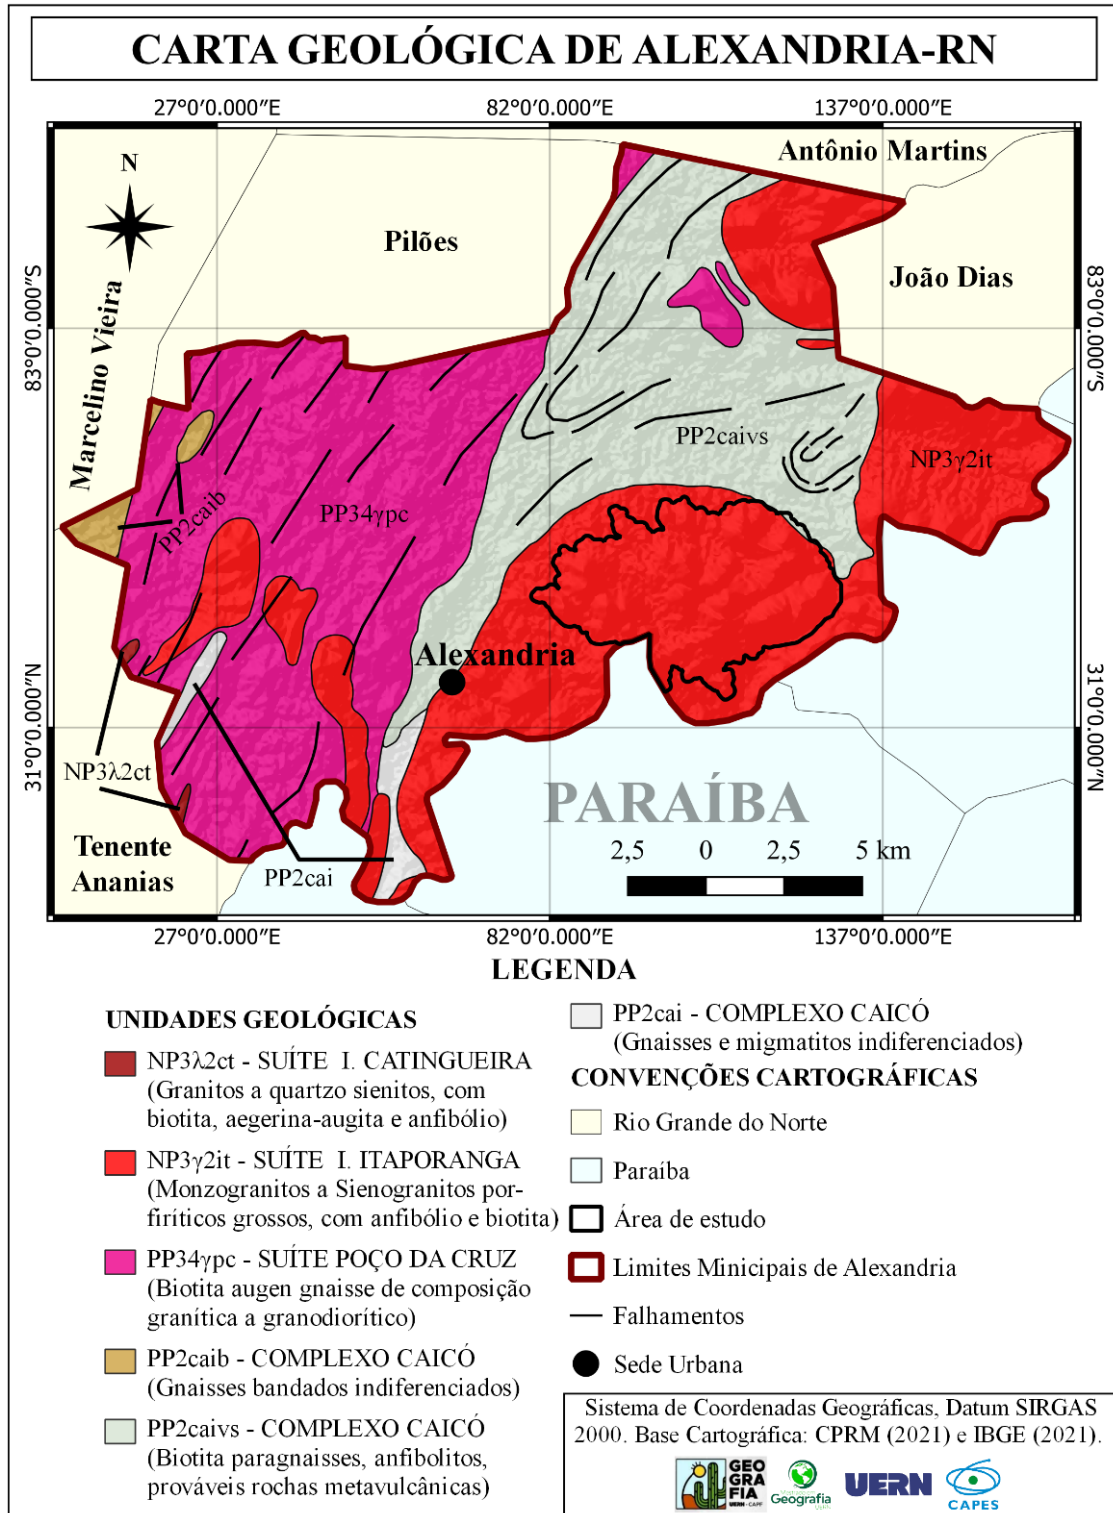 CARTA GEOLÓGICA DE ALEXANDRIA-RN
27°0'0.000"E
82°0'0.000"E
137°0'0.000"E
N
Antônio Martins
Pilões
João Dias
83°0'0.000"S
83°0'0.000"S
Marcelino Vieira
PP2caivs
NP3γ2it
PP34γpc
PP2caib
Alexandria
31°0'0.000"N
31°0'0.000"N
NP3λ2ct
PARAÍBA
Tenente
Ananias
PP2cai
2,5 0 2,5 5 km
27°0'0.000"E
82°0'0.000"E
137°0'0.000"E
LEGENDA
UNIDADES GEOLÓGICAS
NP3λ2ct - SUÍTE I. CATINGUEIRA
(Granitos a quartzo sienitos, com
biotita, aegerina-augita e anfibólio)
NP3γ2it - SUÍTE I. ITAPORANGA
(Monzogranitos a Sienogranitos por-
firíticos grossos, com anfibólio e biotita)
PP34γpc - SUÍTE POÇO DA CRUZ
(Biotita augen gnaisse de composição
granítica a granodiorítico)
PP2caib - COMPLEXO CAICÓ
(Gnaisses bandados indiferenciados)
PP2caivs - COMPLEXO CAICÓ
(Biotita paragnaisses, anfibolitos,
prováveis rochas metavulcânicas)
PP2cai - COMPLEXO CAICÓ
(Gnaisses e migmatitos indiferenciados)
CONVENÇÕES CARTOGRÁFICAS
Rio Grande do Norte
Paraíba
Área de estudo
Limites Minicipais de Alexandria
Falhamentos
Sede Urbana
Sistema de Coordenadas Geográficas, Datum SIRGAS
2000. Base Cartográfica: CPRM (2021) e IBGE (2021).
GEO
GRA
FIA
UERN - CAPF
Geografia
UERN
CAPES